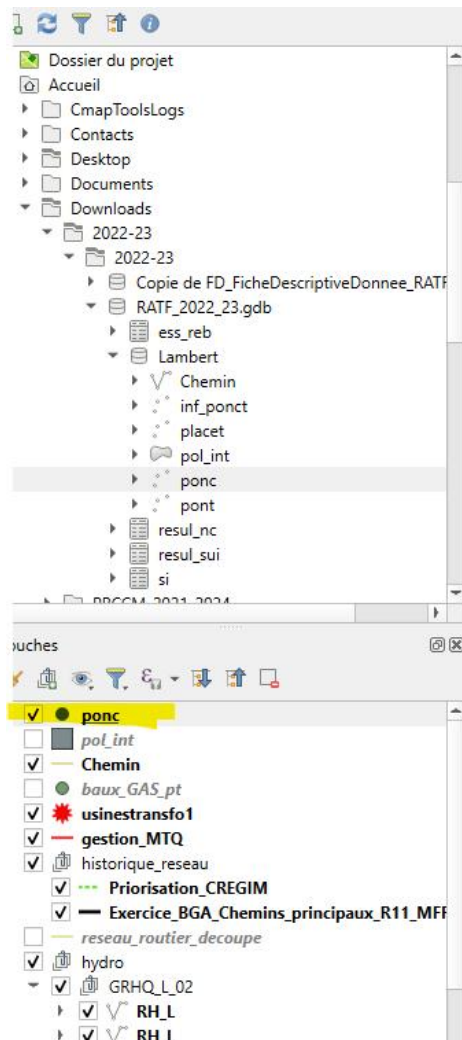 Dossier du projet
Accueil
CmapToolsLogs
Contacts
Desktop
Documents
Downloads
2022-23
2022-23
Copie de FD_FicheDescriptiveDonnee_RATF
RATF_2022_23.gdb
ess_reb
Lambert
Chemin
inf_ponct
placet
pol_int
ponc
pont
resul_nc
resul_sui
si
ouches
ponc
pol_int
Chemin
baux_GAS_pt
usinestransfo1
gestion_MTQ
historique_reseau
Priorisation_CREGIM
Exercice_BGA_Chemins_principaux_R11_MFF
reseau_routier_decoupe
hydro
GRHQ_L_02
RH_L
RH_L